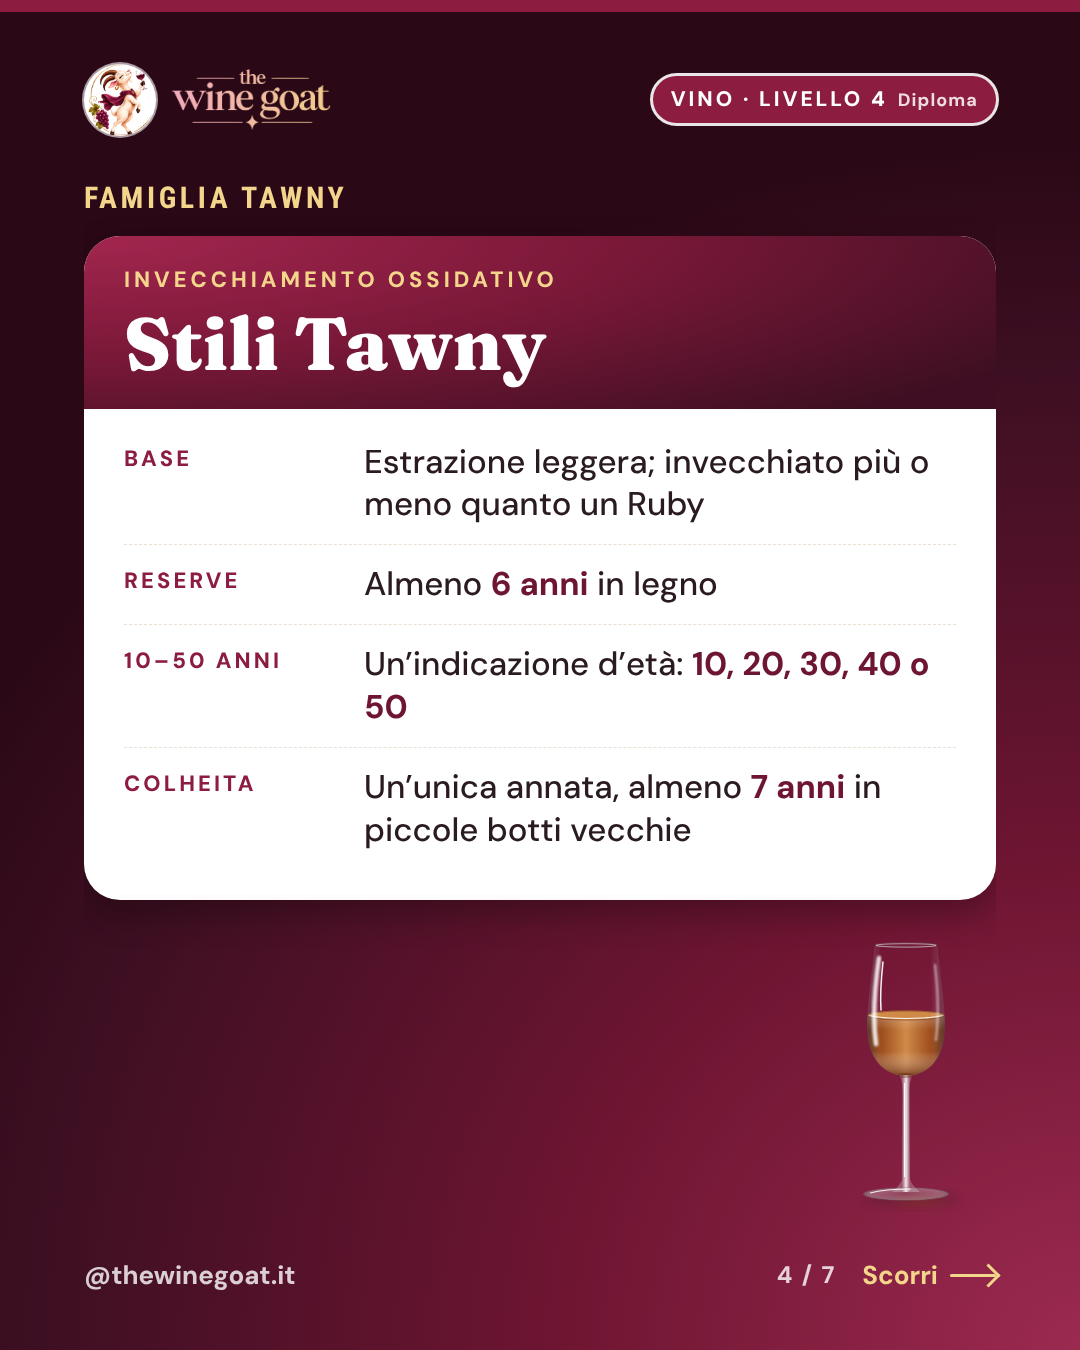 the
wine goat
VINO · LIVELLO 4 Diploma
FAMIGLIA TAWNY
INVECCHIAMENTO OSSIDATIVO
Stili Tawny
BASE
Estrazione leggera; invecchiato più o
meno quanto un Ruby
RESERVE
Almeno 6 anni in legno
10–50 ANNI
Un’indicazione d’età: 10, 20, 30, 40 o
50
COLHEITA
Un’unica annata, almeno 7 anni in
piccole botti vecchie
@thewinegoat.it
4 / 7 Scorri